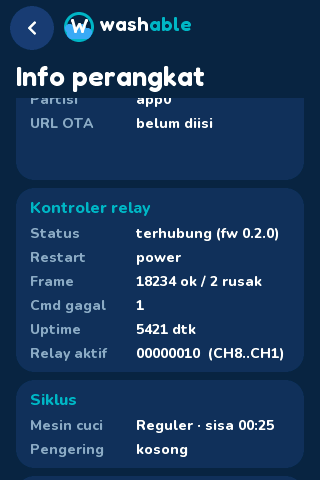 washable
Info perangkat
Partisi app0
URL OTA belum diisi
Kontroler relay
Status terhubung (fw 0.2.0)
Restart power
Frame 18234 ok / 2 rusak
Cmd gagal 1
Uptime 5421 dtk
Relay aktif 00000010 (CH8..CH1)
Siklus
Mesin cuci Reguler · sisa 00:25
Pengering kosong